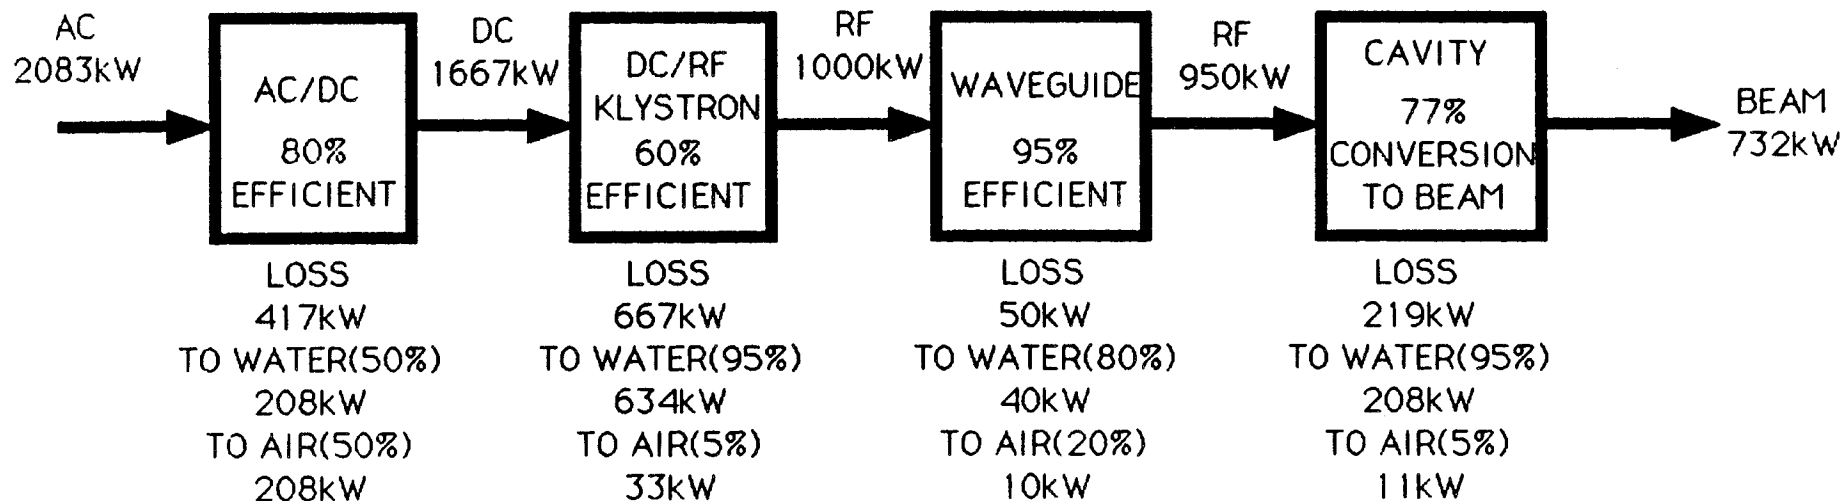 AC
2083kW
AC/DC
80%
EFFICIENT
LOSS
417kW
TO WATER(50%)
208kW
TO AIR(50%)
208kW
DC
1667kW
DC/RF
KLYSTRON
60%
EFFICIENT
LOSS
667kW
TO WATER(95%)
634kW
TO AIR(5%)
33kW
RF
1000kW
WAVEGUIDE
95%
EFFICIENT
LOSS
50kW
TO WATER(80%)
40kW
TO AIR(20%)
10kW
RF
950kW
CAVITY
77%
CONVERSION
TO BEAM
LOSS
219kW
TO WATER(95%)
208kW
TO AIR(5%)
11kW
BEAM
732kW